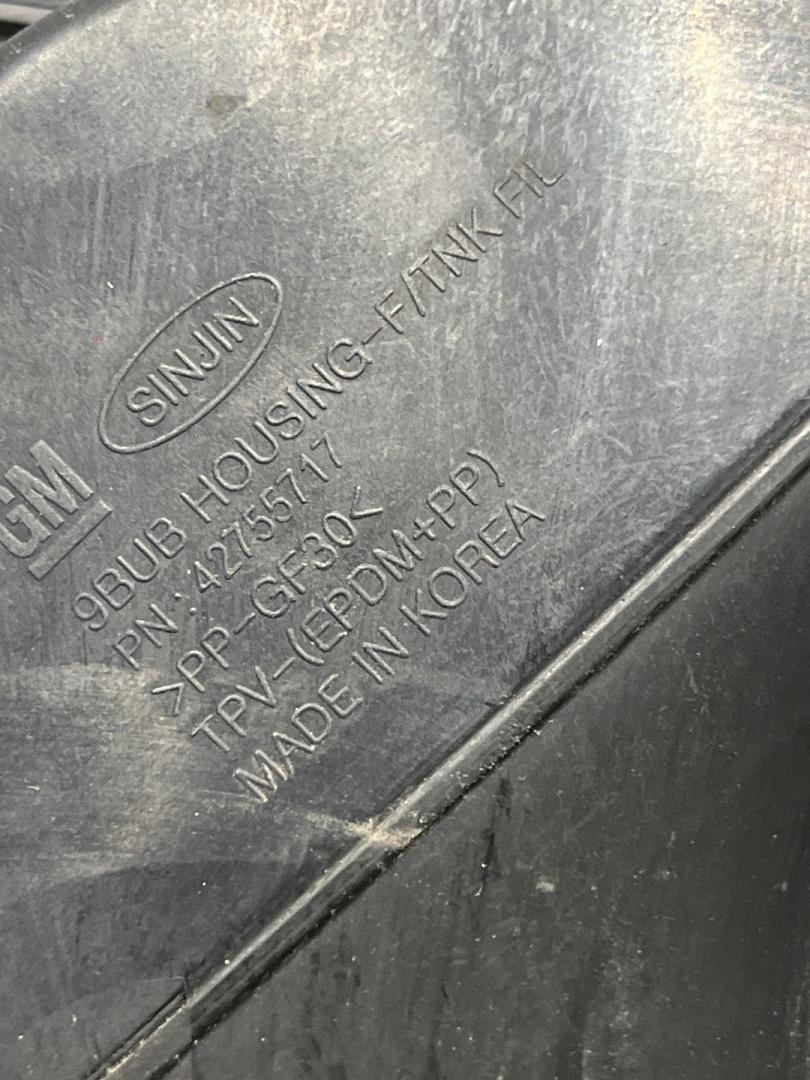 SINJIN
GM
9BUB HOUSING-F/TNK FIL
PN : 42755717
>PP-GF30<
TPV-(EPDM+PP)
MADE IN KOREA